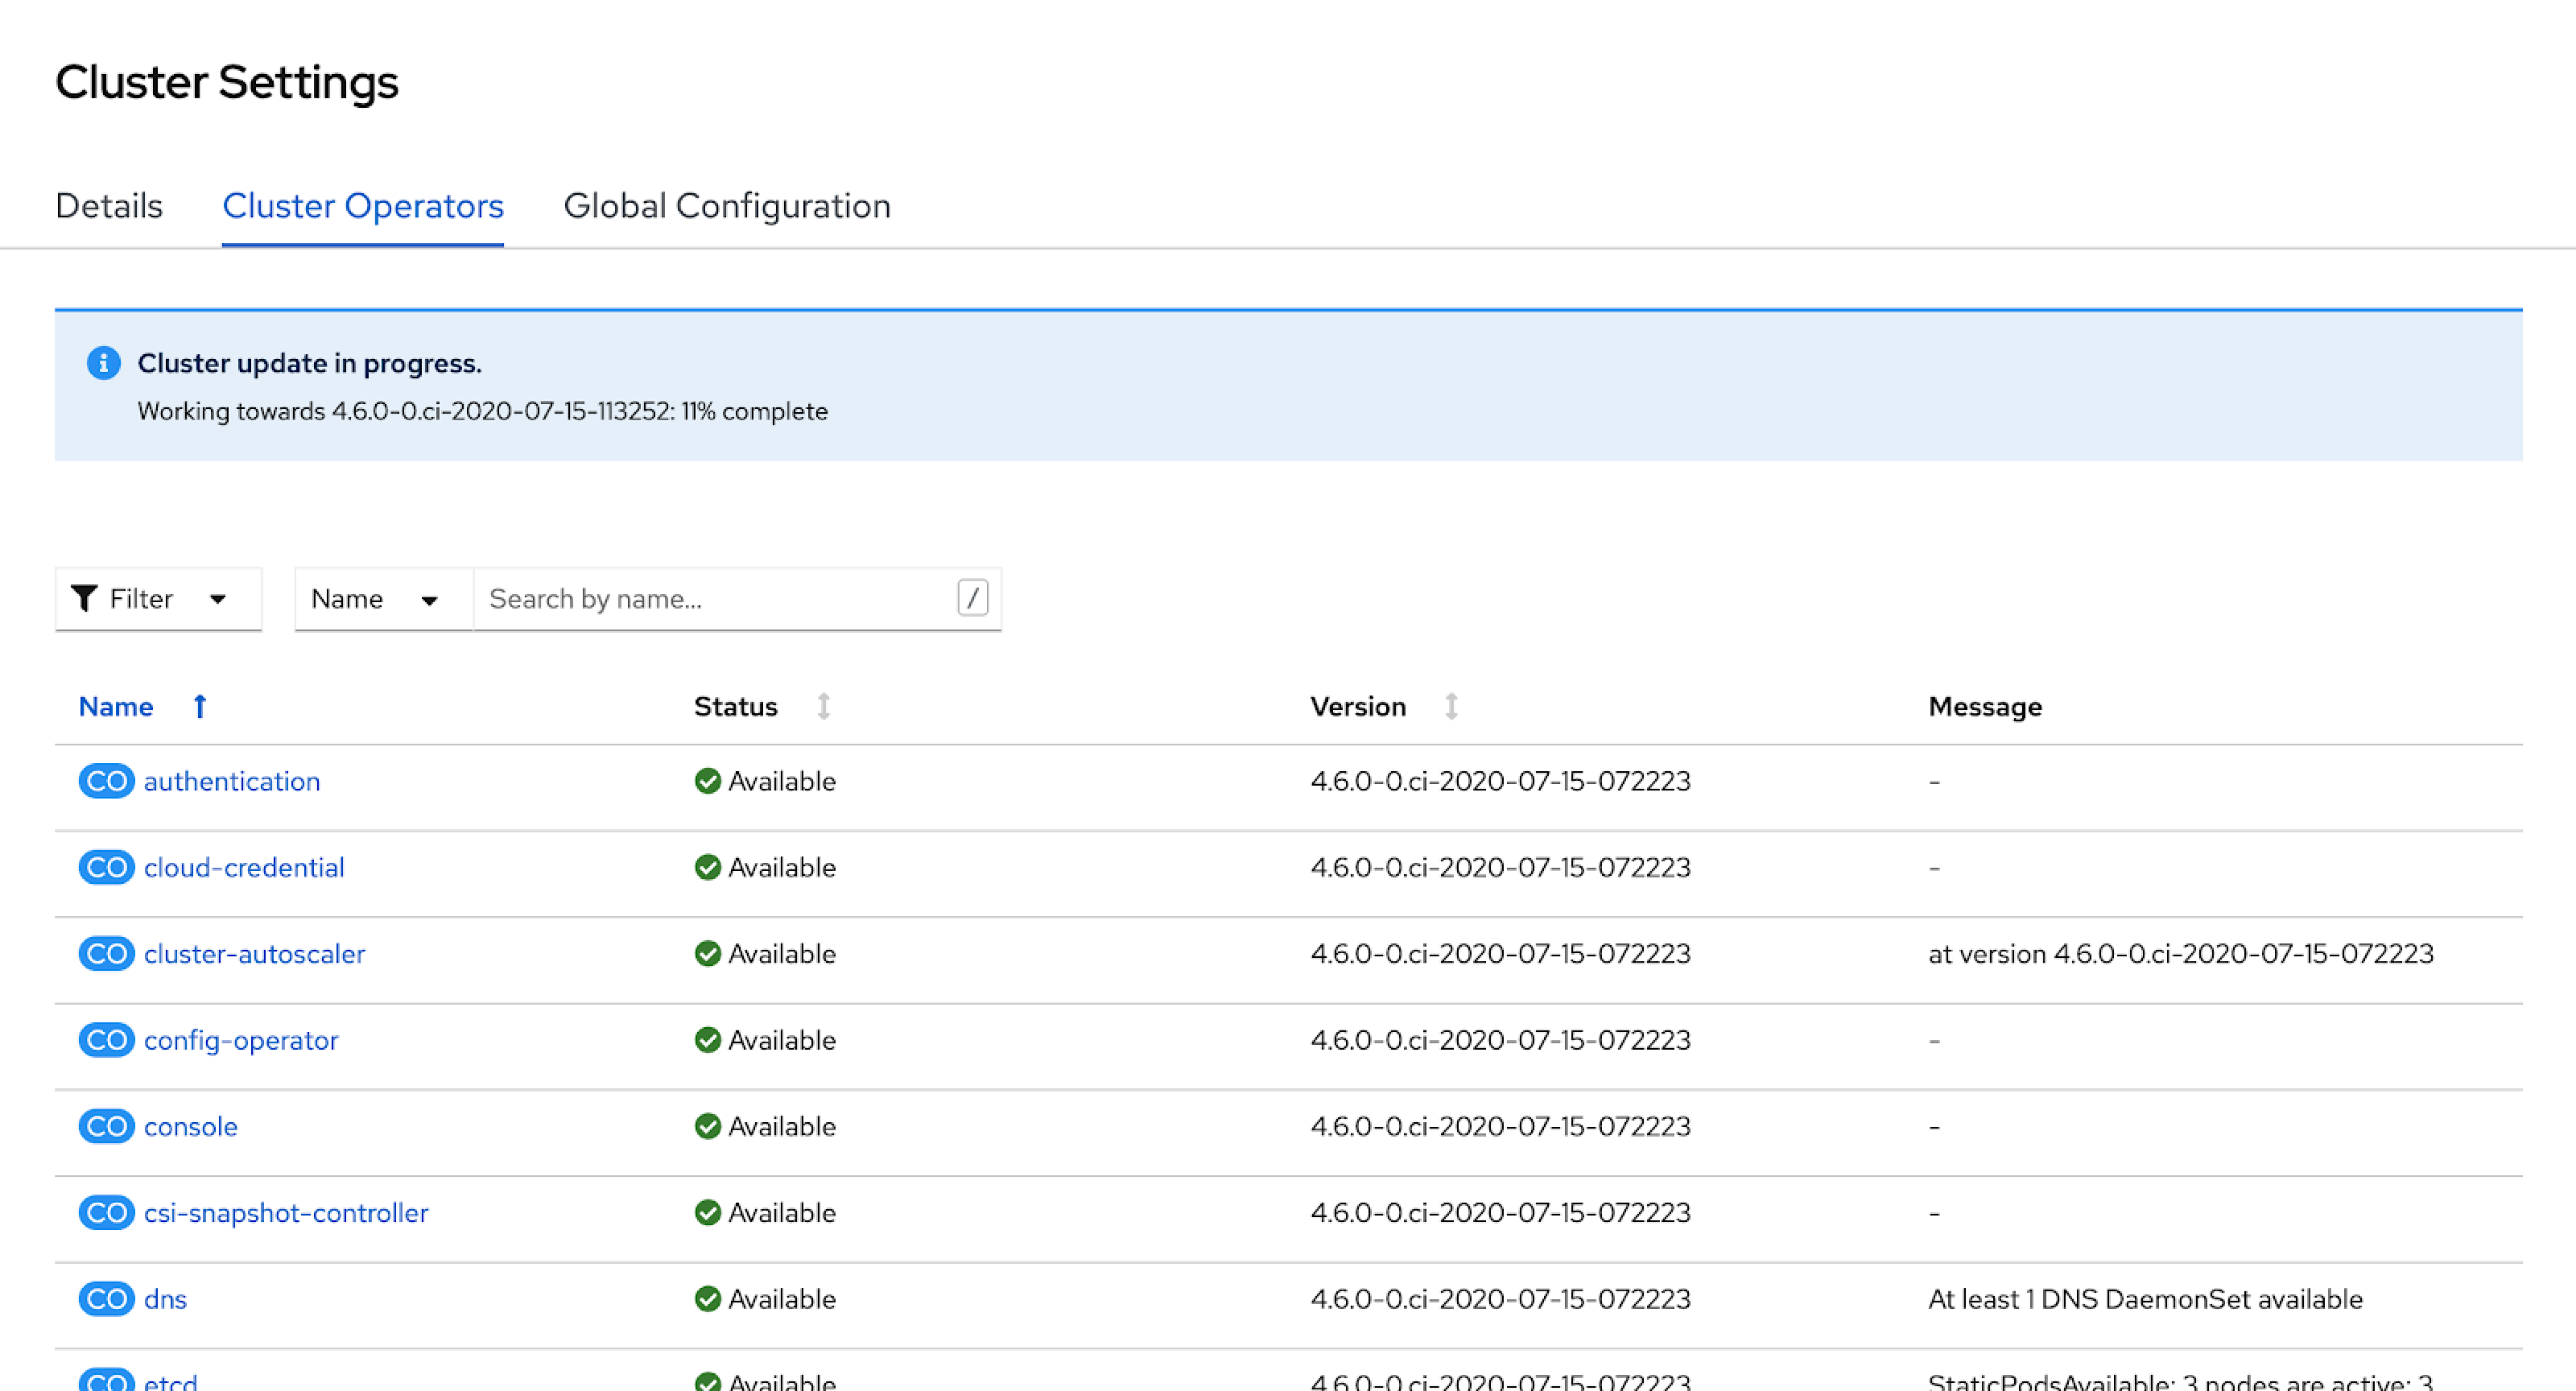 Cluster Settings
Details Cluster Operators Global Configuration
Cluster update in progress.
Working towards 4.6.0-0.ci-2020-07-15-113252: 11% complete
Filter Name Search by name... /
Name Status Version Message
CO authentication Available 4.6.0-0.ci-2020-07-15-072223 -
CO cloud-credential Available 4.6.0-0.ci-2020-07-15-072223 -
CO cluster-autoscaler Available 4.6.0-0.ci-2020-07-15-072223 at version 4.6.0-0.ci-2020-07-15-072223
CO config-operator Available 4.6.0-0.ci-2020-07-15-072223 -
CO console Available 4.6.0-0.ci-2020-07-15-072223 -
CO csi-snapshot-controller Available 4.6.0-0.ci-2020-07-15-072223 -
CO dns Available 4.6.0-0.ci-2020-07-15-072223 At least 1 DNS DaemonSet available
CO etcd Available 4.6.0-0.ci-2020-07-15-072223 StaticPodsAvailable: 3 nodes are active; 3